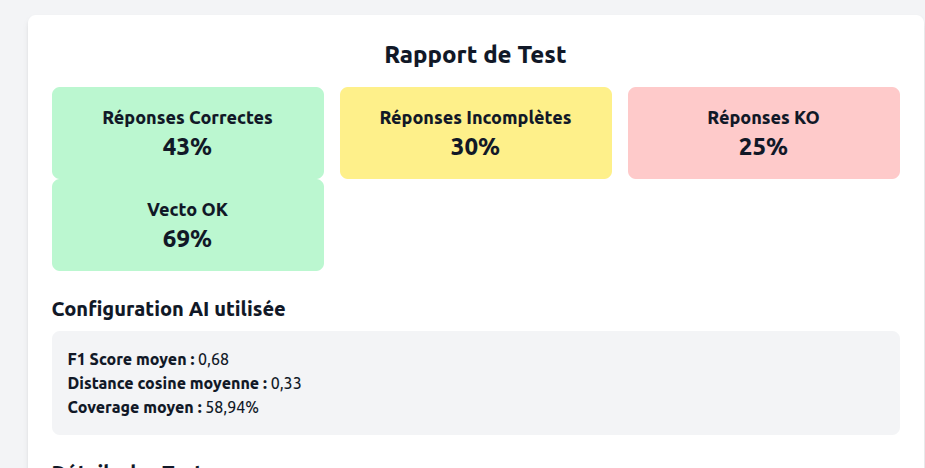 Rapport de Test
Réponses Correctes
43%
Réponses Incomplètes
30%
Réponses KO
25%
Vecto OK
69%
Configuration AI utilisée
F1 Score moyen : 0,68
Distance cosine moyenne : 0,33
Coverage moyen : 58,94%